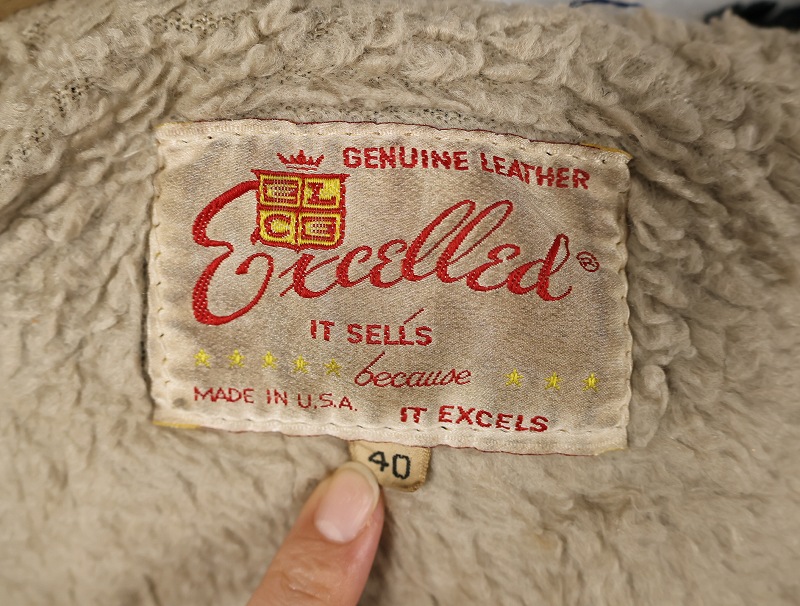 GENUINE LEATHER
L
C
Excelled®
IT SELLS
because
MADE IN U.S.A.
IT EXCELS
40